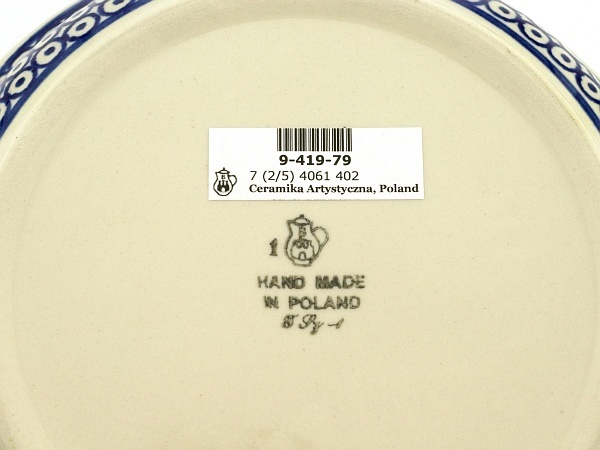 9-419-79
7 (2/5) 4061 402
Ceramika Artystyczna, Poland
1
HAND MADE
IN POLAND